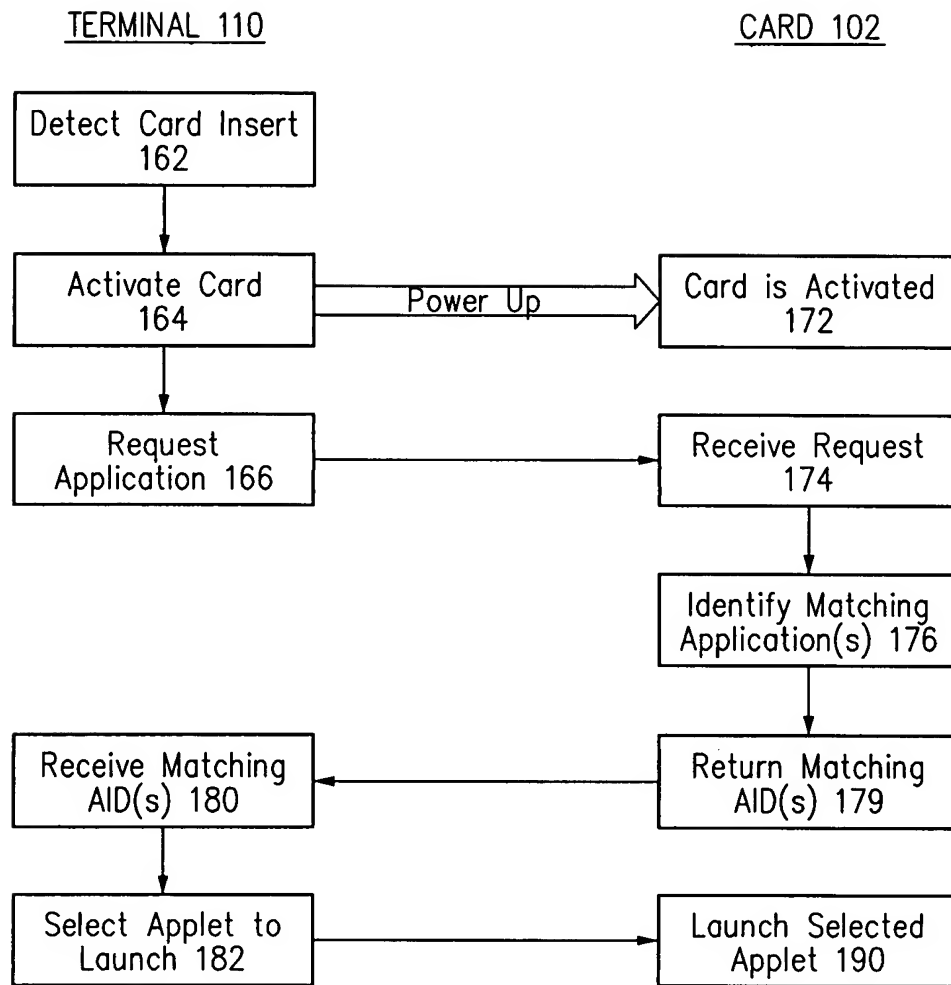 TERMINAL 110
CARD 102
Detect Card Insert
162
Activate Card
164
Power Up
Card is Activated
172
Request
Application 166
Receive Request
174
Identify Matching
Application(s) 176
Receive Matching
AID(s) 180
Return Matching
AID(s) 179
Select Applet to
Launch 182
Launch Selected
Applet 190